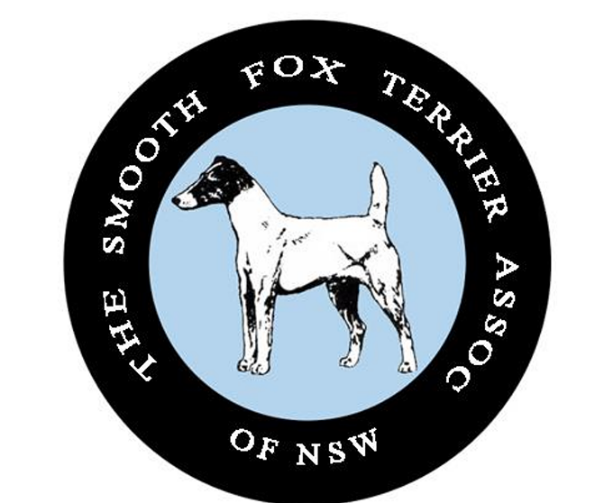 THE SMOOTH FOX TERRIER ASSOC
OF NSW